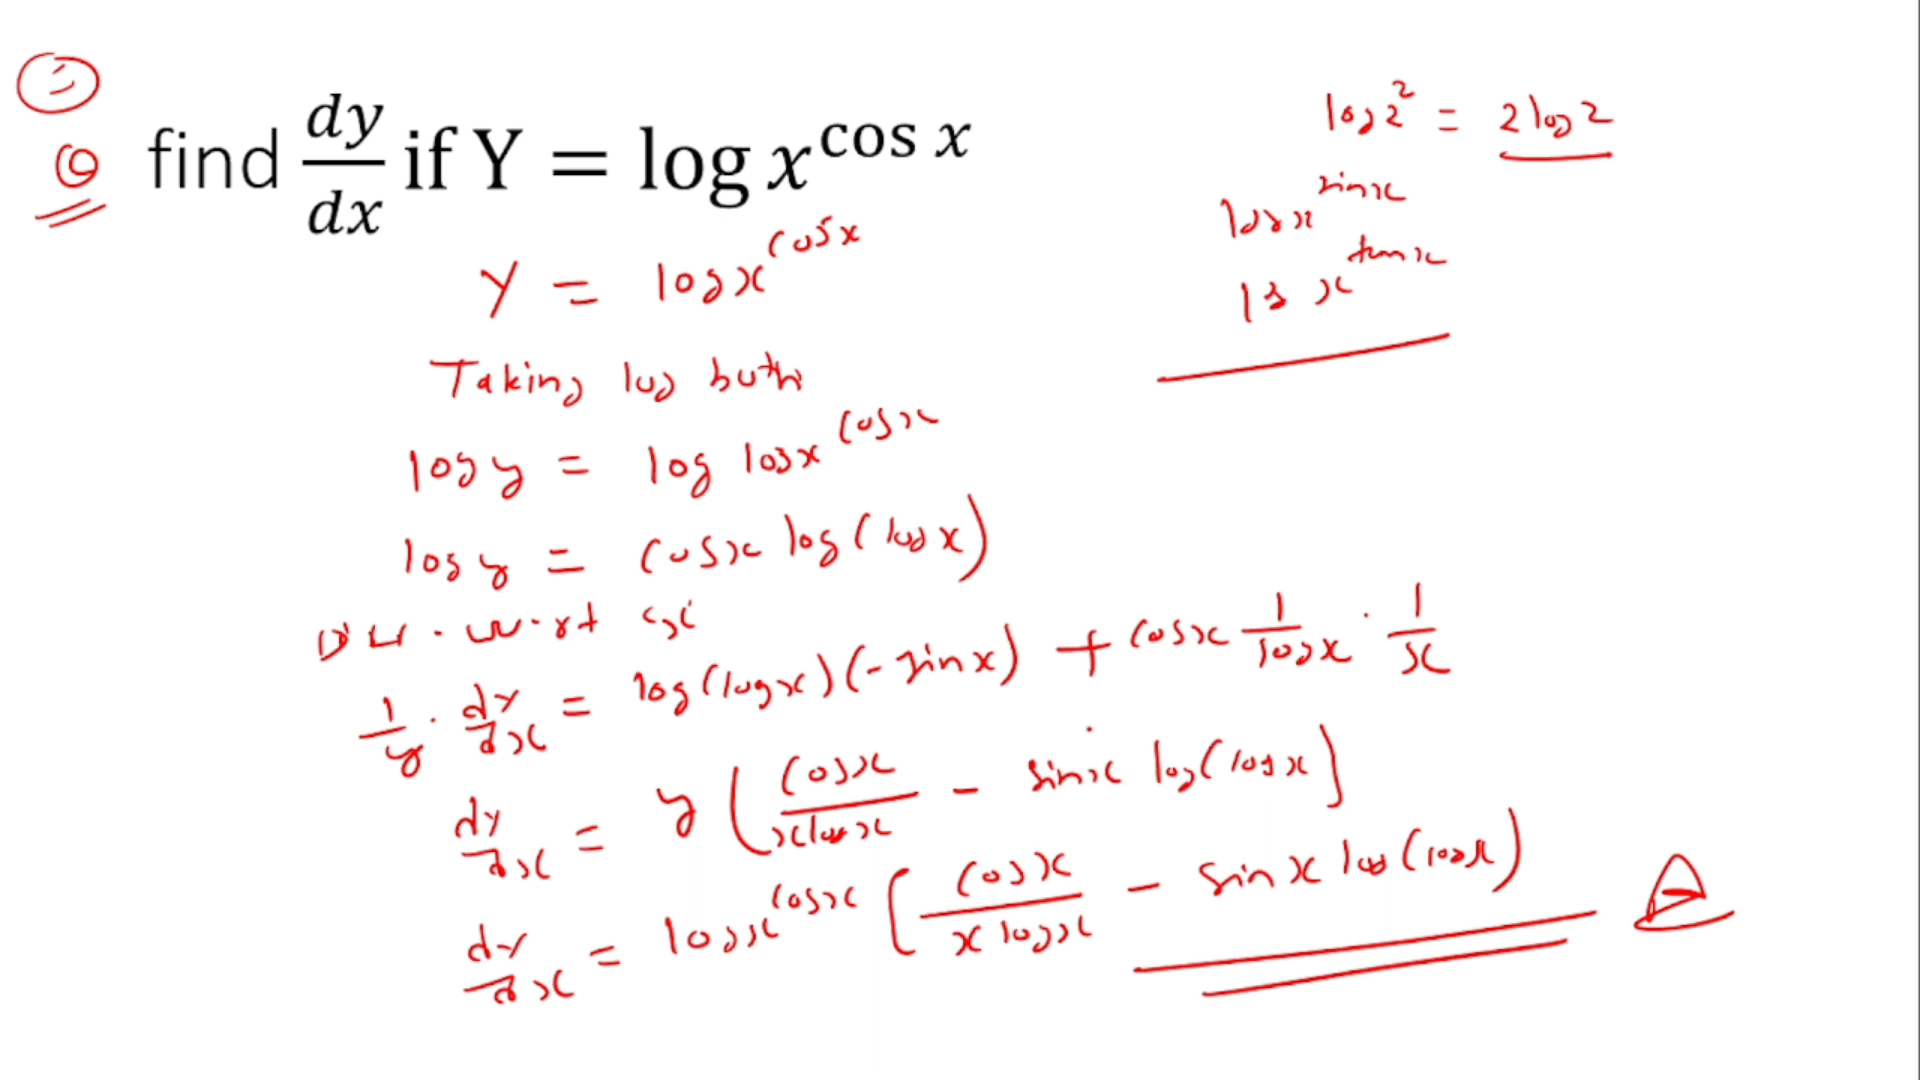 Q find dy/dx if Y = log x^cos x
log 2^2 = 2 log 2
log x^sin x
lg x^tan x
Y = log x^cos x
Taking log both
log y = log log x^cos x
log y = cos x log (log x)
w.r.t x
1/y · dy/dx = log (log x) (- sin x) + cos x 1/log x · 1/x
dy/dx = y ( cos x / x log x - sin x log (log x) ]
dy/dx = log x^cos x [ cos x / x log x - sin x log (log x) )
A